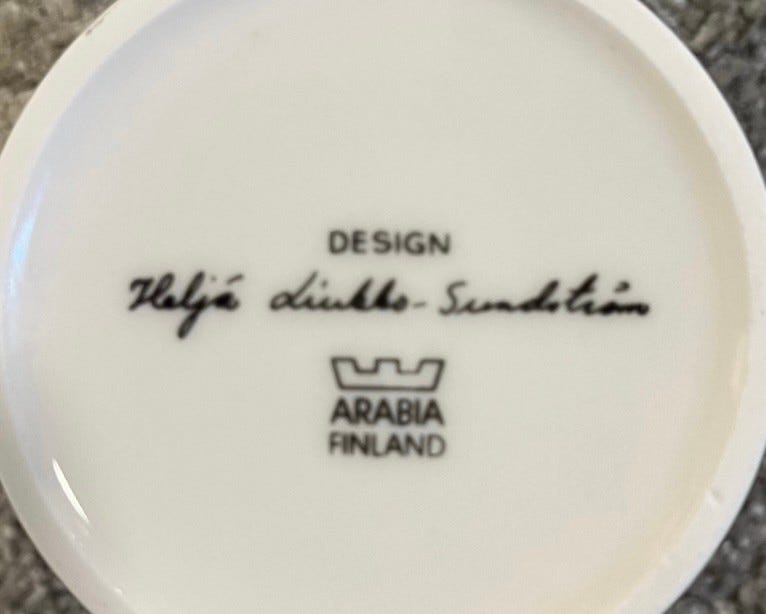 DESIGN
Heljä Liukko-Sundström
ARABIA
FINLAND